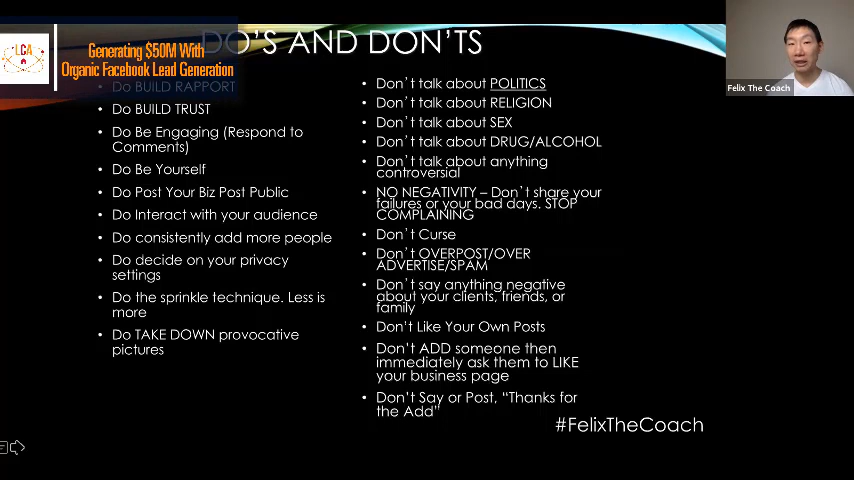 LCA
Generating $50M With
Organic Facebook Lead Generation
DO'S AND DON'TS
Felix The Coach
Do BUILD RAPPORT
Do BUILD TRUST
Do Be Engaging (Respond to
Comments)
Do Be Yourself
Do Post Your Biz Post Public
Do Interact with your audience
Do consistently add more people
Do decide on your privacy
settings
Do the sprinkle technique. Less is
more
Do TAKE DOWN provocative
pictures
Don't talk about POLITICS
Don't talk about RELIGION
Don't talk about SEX
Don't talk about DRUG/ALCOHOL
Don't talk about anything
controversial
NO NEGATIVITY – Don't share your
failures or your bad days. STOP
COMPLAINING
Don't Curse
Don't OVERPOST/OVER
ADVERTISE/SPAM
Don't say anything negative
about your clients, friends, or
family
Don't Like Your Own Posts
Don't ADD someone then
immediately ask them to LIKE
your business page
Don't Say or Post, "Thanks for
the Add"
#FelixTheCoach